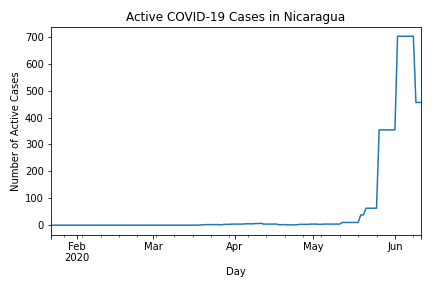 Active COVID-19 Cases in Nicaragua
Number of Active Cases
700
600
500
400
300
200
100
0
Feb
2020
Mar
Apr
May
Jun
Day